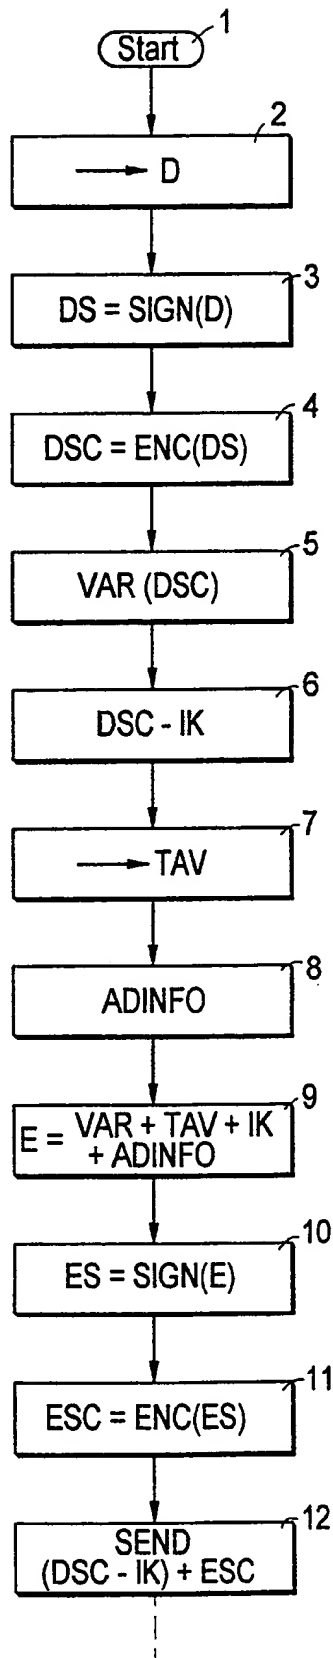 1
Start
2
D
3
DS = SIGN(D)
4
DSC = ENC(DS)
5
VAR (DSC)
6
DSC - IK
7
TAV
8
ADINFO
9
E = VAR + TAV + IK
+ ADINFO
10
ES = SIGN(E)
11
ESC = ENC(ES)
12
SEND
(DSC - IK) + ESC